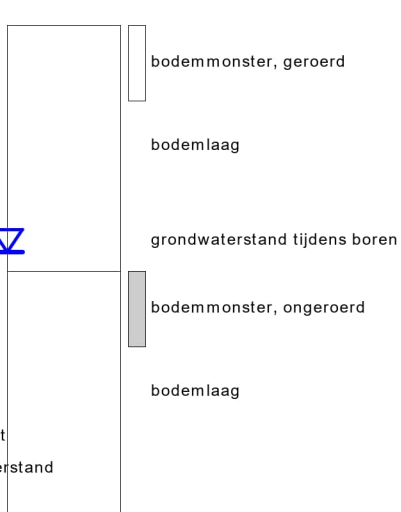 bodemmonster, geroerd
bodemlaag
grondwaterstand tijdens boren
bodemmonster, ongeroerd
bodemlaag